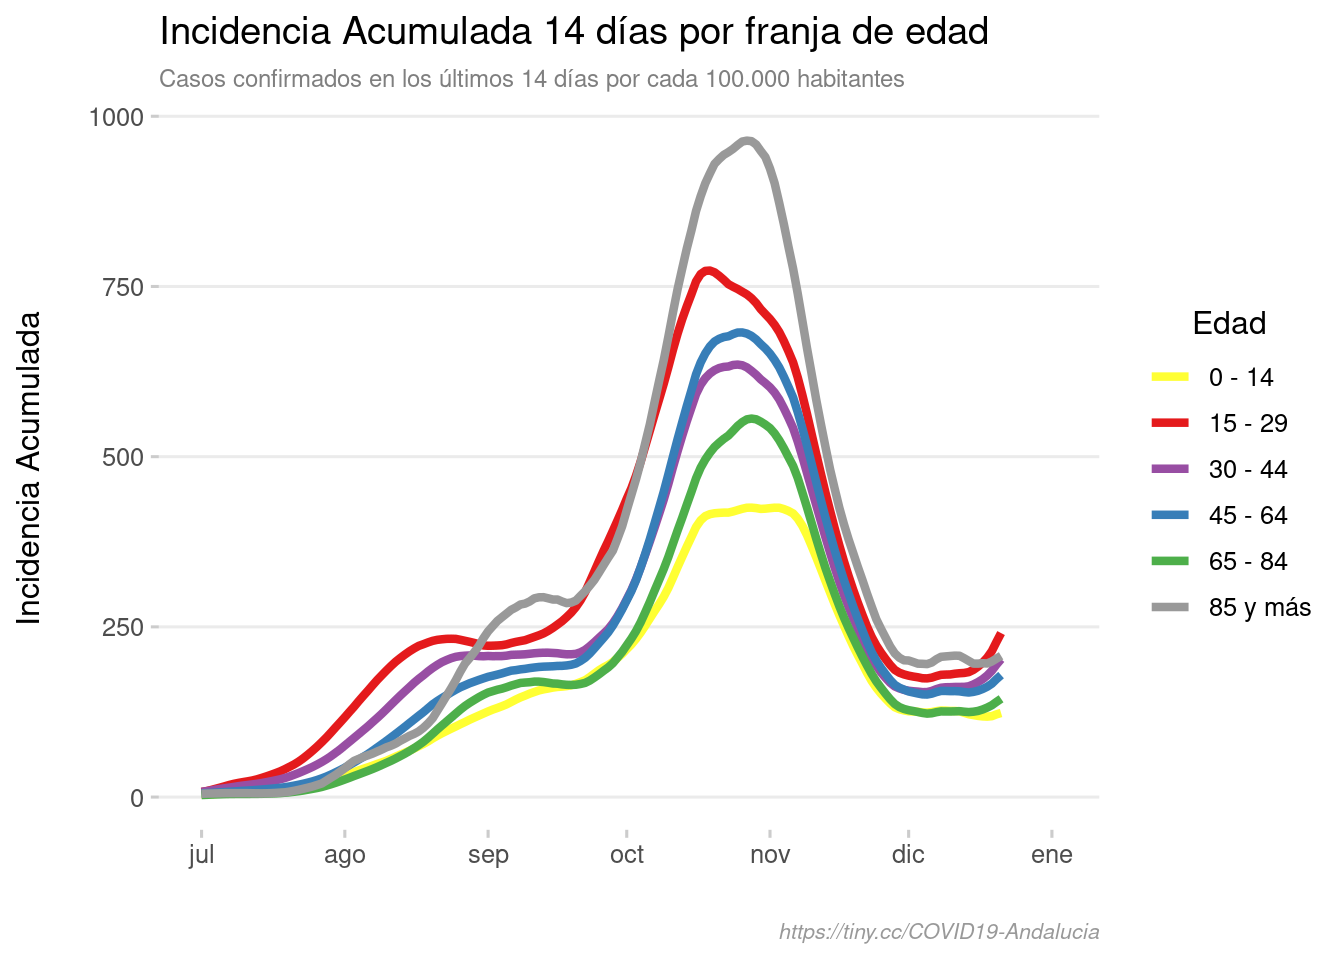 Incidencia Acumulada 14 días por franja de edad
Casos confirmados en los últimos 14 días por cada 100.000 habitantes
Incidencia Acumulada
1000
750
500
250
0
jul ago sep oct nov dic ene
Edad
0 - 14
15 - 29
30 - 44
45 - 64
65 - 84
85 y más
https://tiny.cc/COVID19-Andalucia